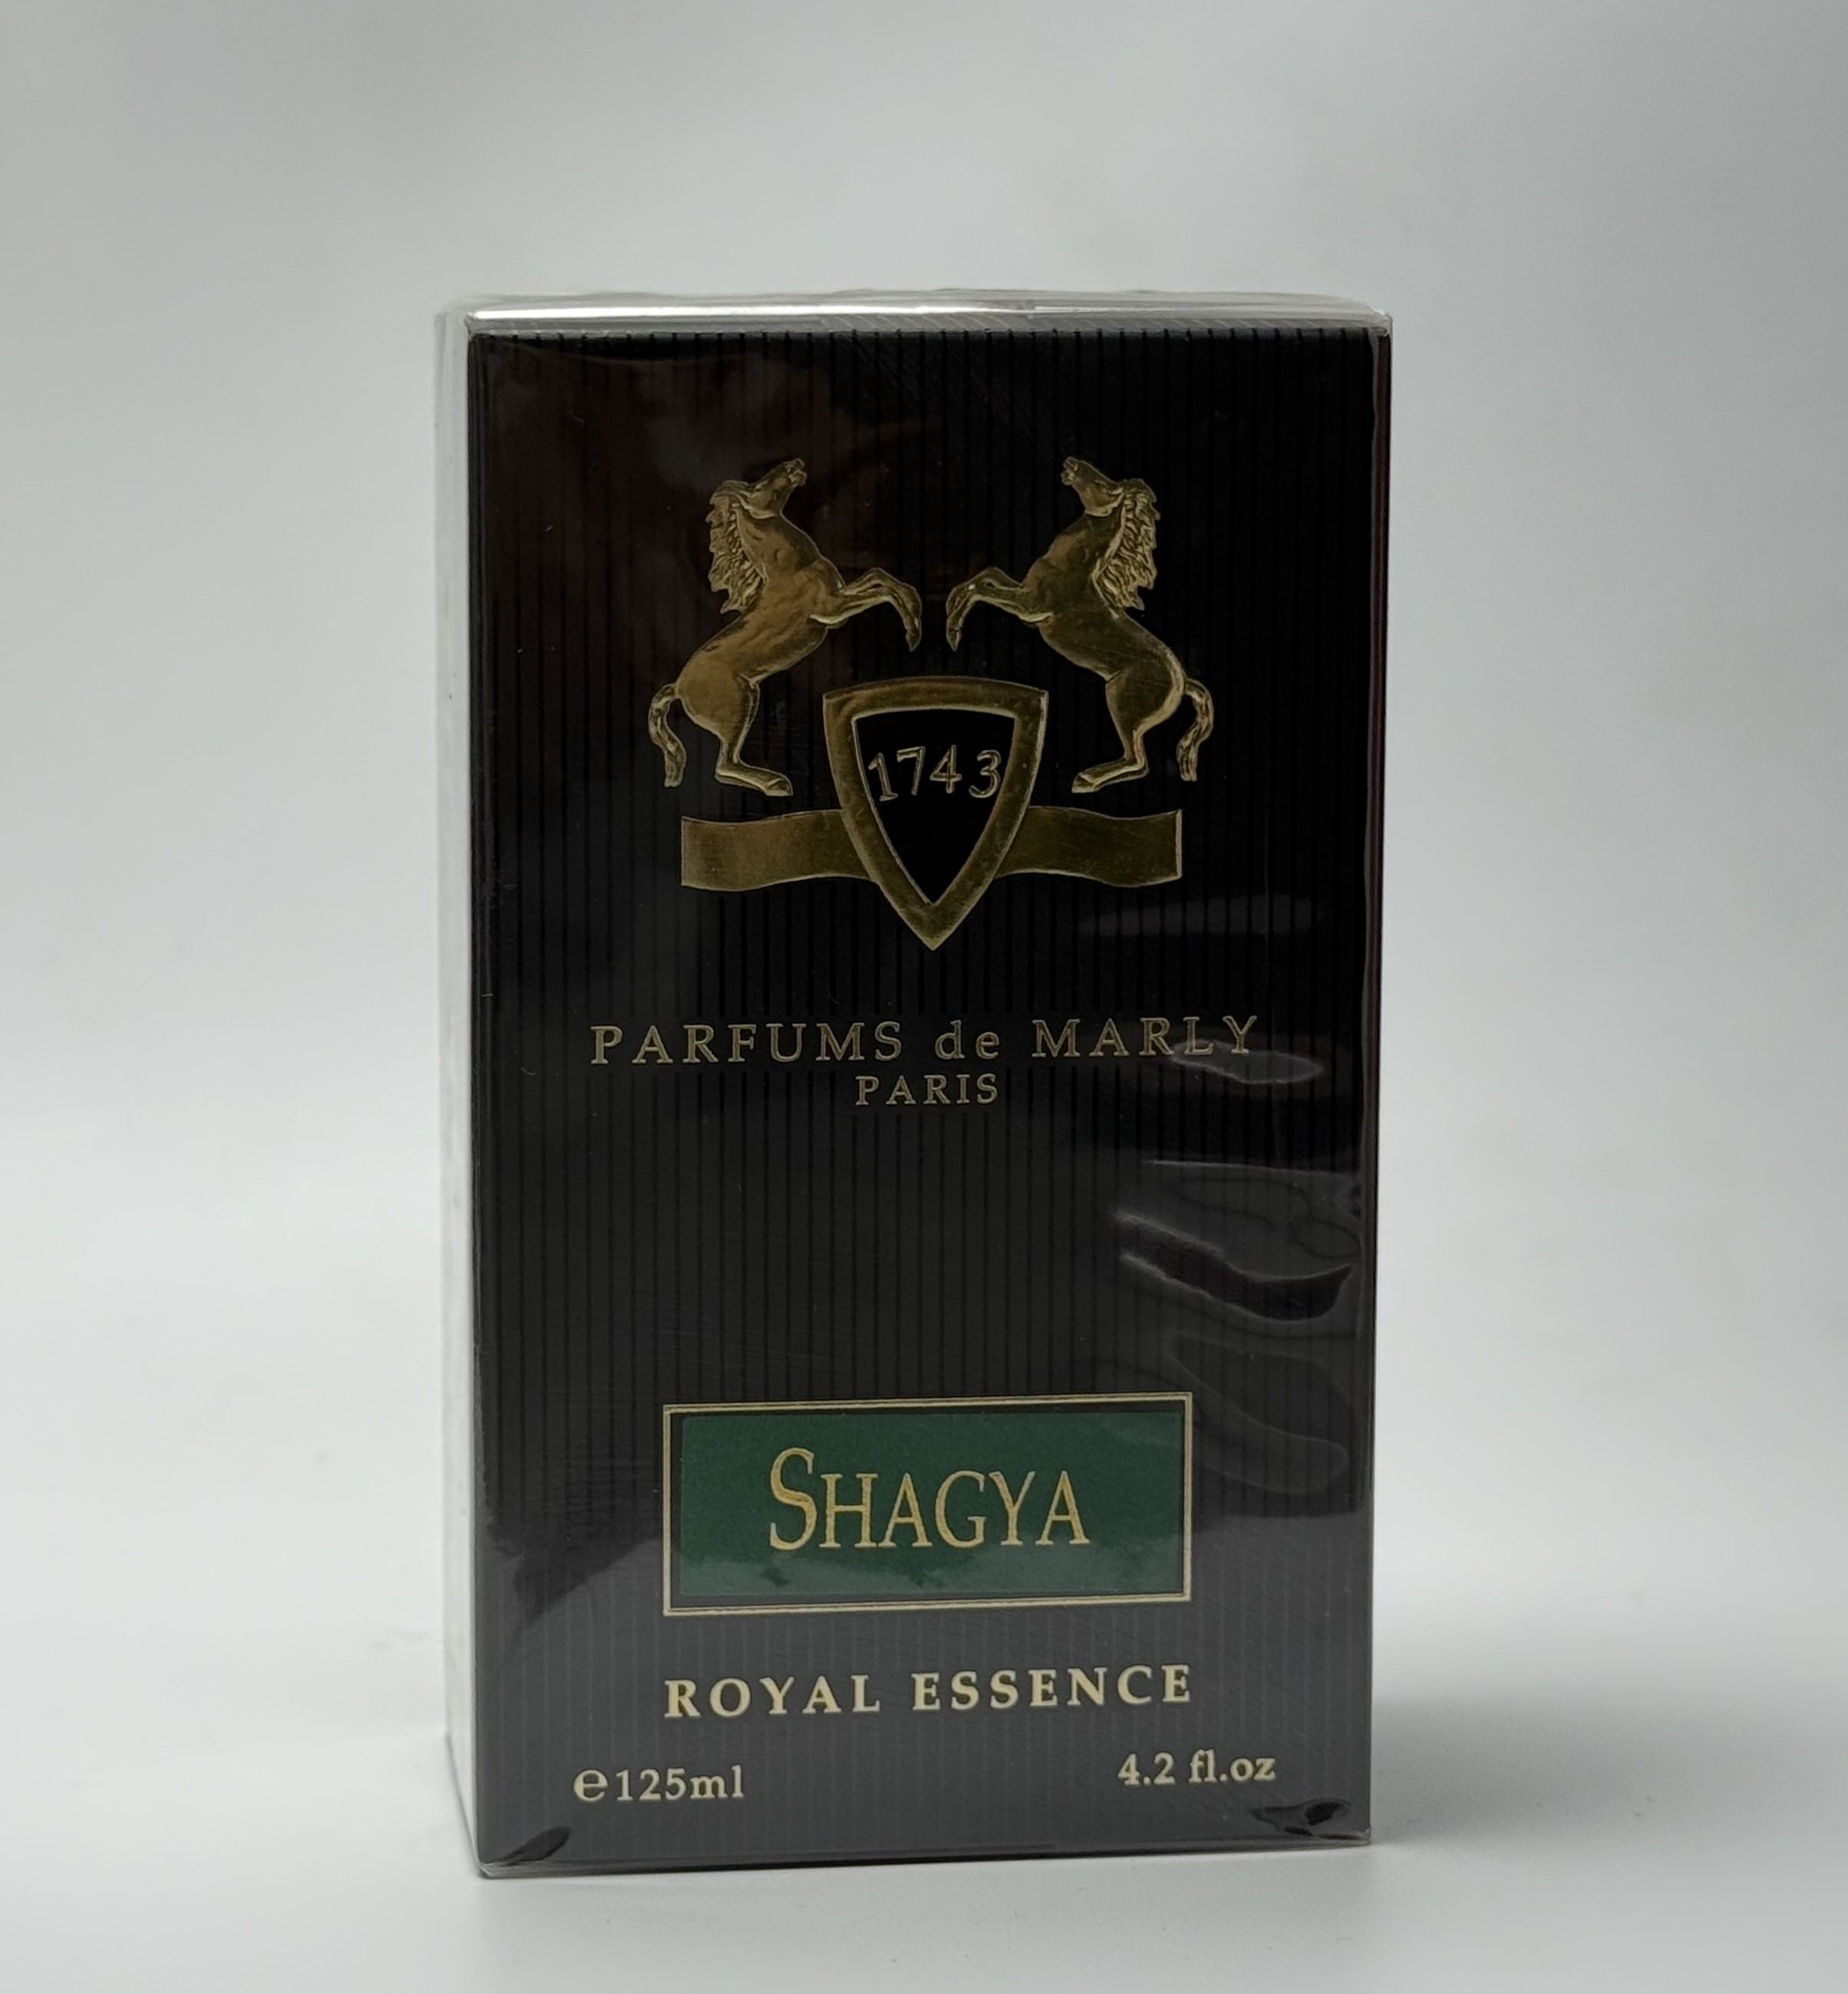 1743
PARFUMS de MARLY
PARIS
SHAGYA
ROYAL ESSENCE
℮125ml 4.2 fl.oz